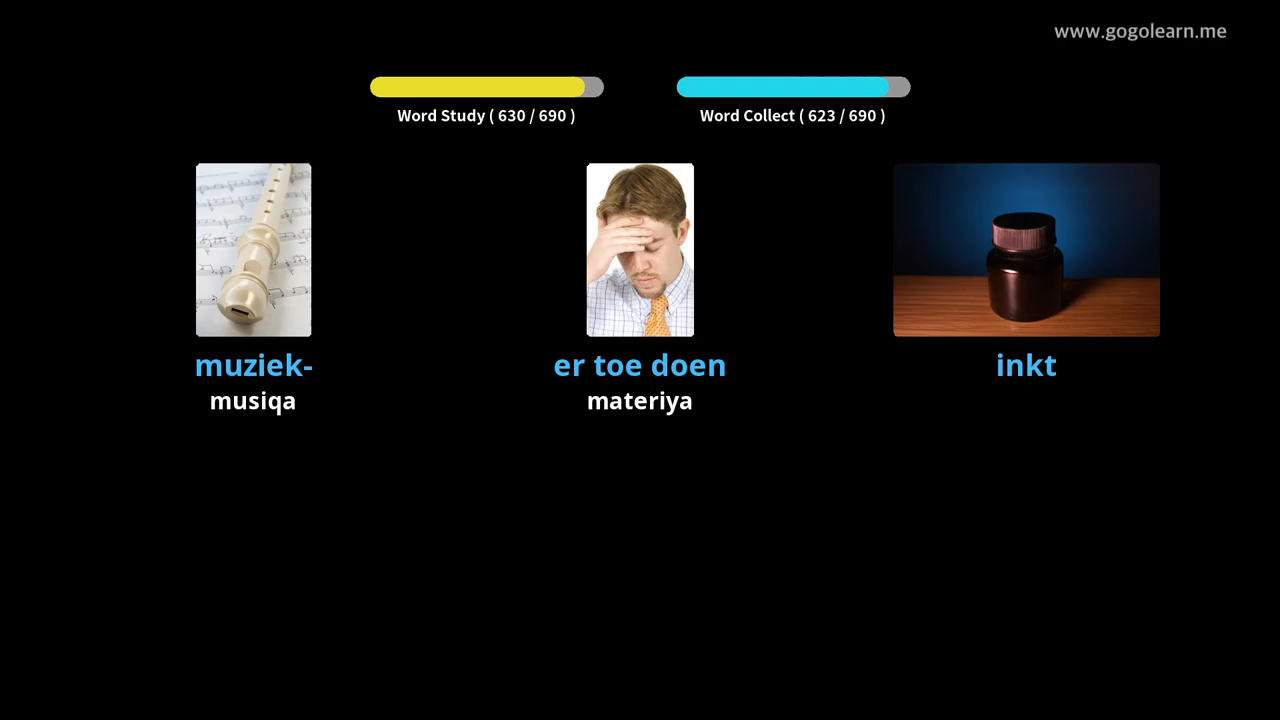 www.gogolearn.me
Word Study ( 630 / 690 )
Word Collect ( 623 / 690 )
muziek-
musiqa
er toe doen
materiya
inkt